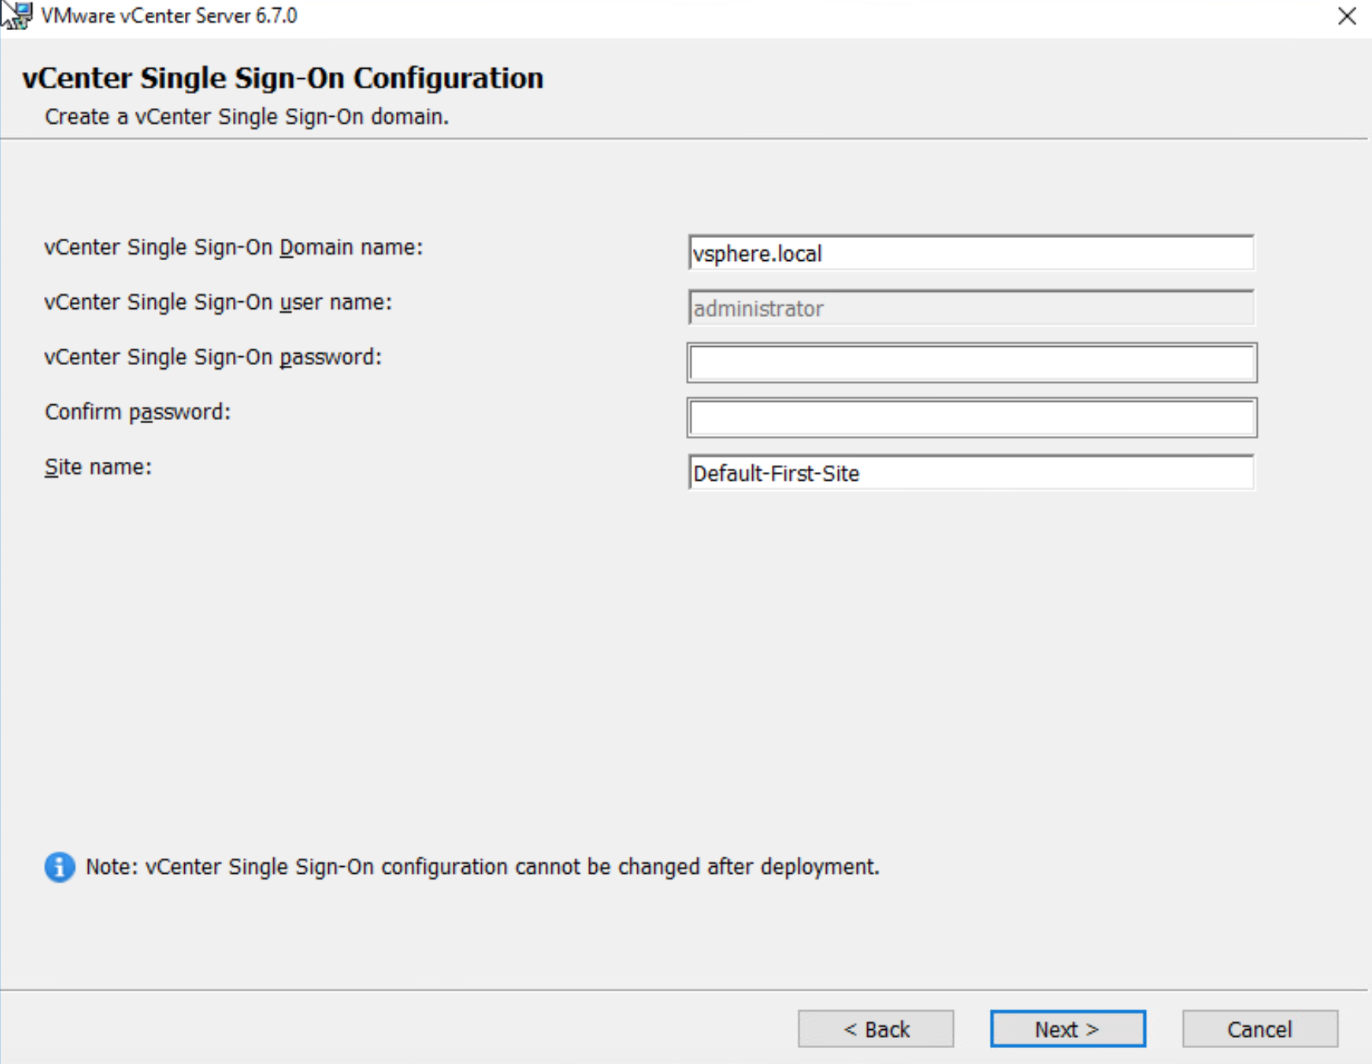 VMware vCenter Server 6.7.0
vCenter Single Sign-On Configuration
Create a vCenter Single Sign-On domain.
vCenter Single Sign-On Domain name: vsphere.local
vCenter Single Sign-On user name: administrator
vCenter Single Sign-On password:
Confirm password:
Site name: Default-First-Site
Note: vCenter Single Sign-On configuration cannot be changed after deployment.
< Back Next > Cancel